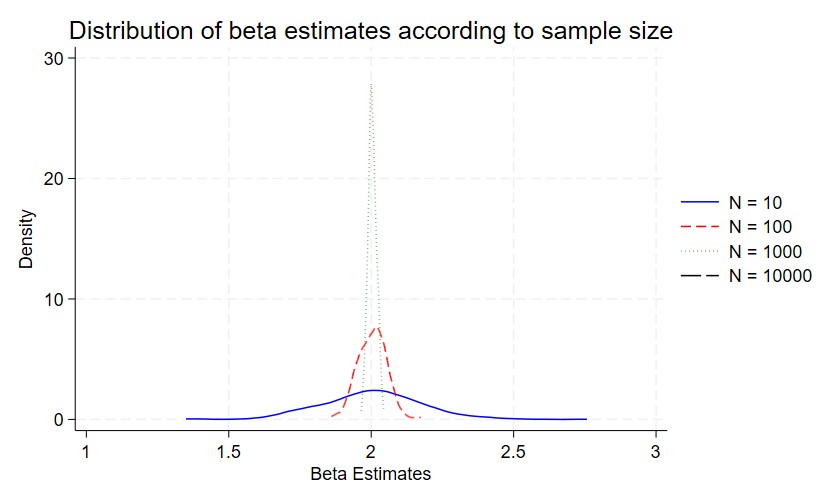 Distribution of beta estimates according to sample size
30
20
10
0
Density
1
1.5
2
2.5
3
Beta Estimates
N = 10
N = 100
N = 1000
N = 10000